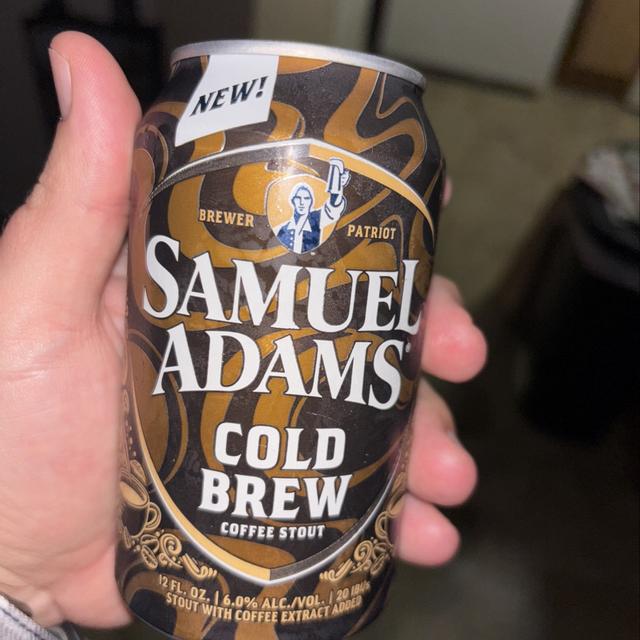 NEW!
BREWER PATRIOT
SAMUEL
ADAMS
COLD
BREW
COFFEE STOUT
12 FL. OZ. | 6.0% ALC./VOL. | 20 IBUs
STOUT WITH COFFEE EXTRACT ADDED